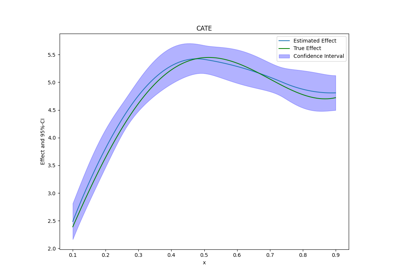 CATE
Estimated Effect
True Effect
Confidence Interval
Effect and 95%-CI
5.5
5.0
4.5
4.0
3.5
3.0
2.5
2.0
0.1 0.2 0.3 0.4 0.5 0.6 0.7 0.8 0.9
x